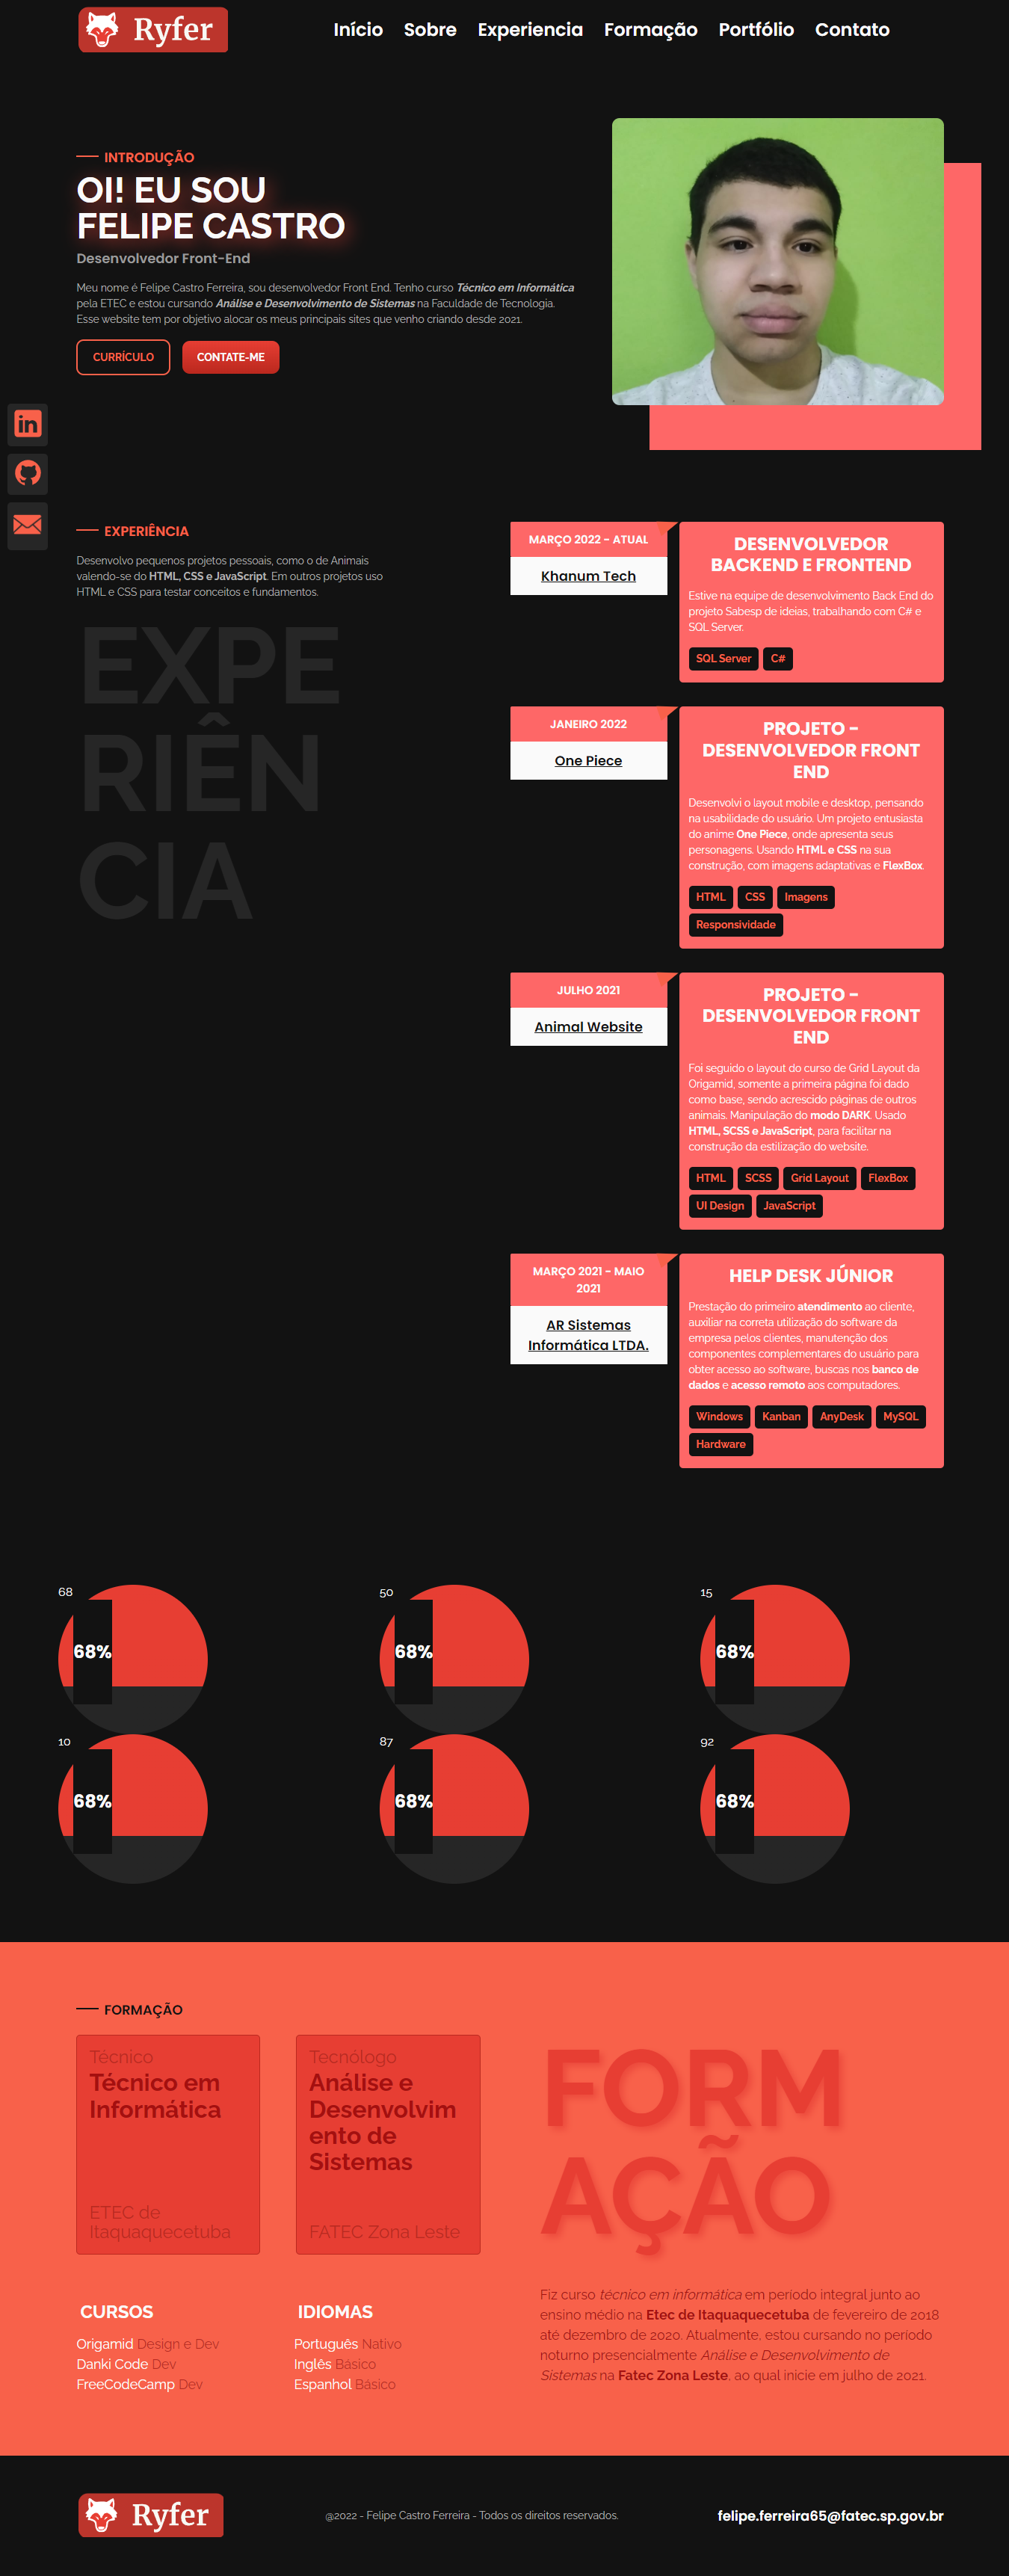 Ryfer
Início Sobre Experiencia Formação Portfólio Contato
INTRODUÇÃO
OI! EU SOU
FELIPE CASTRO
Desenvolvedor Front-End
Meu nome é Felipe Castro Ferreira, sou desenvolvedor Front End. Tenho curso Técnico em Informática
pela ETEC e estou cursando Análise e Desenvolvimento de Sistemas na Faculdade de Tecnologia.
Esse website tem por objetivo alocar os meus principais sites que venho criando desde 2021.
CURRÍCULO CONTATE-ME
in
EXPERIÊNCIA
Desenvolvo pequenos projetos pessoais, como o de Animais
valendo-se do HTML, CSS e JavaScript. Em outros projetos uso
HTML e CSS para testar conceitos e fundamentos.
EXPE
RIÊN
CIA
MARÇO 2022 - ATUAL
Khanum Tech
DESENVOLVEDOR
BACKEND E FRONTEND
Estive na equipe de desenvolvimento Back End do
projeto Sabesp de ideias, trabalhando com C# e
SQL Server.
SQL Server C#
JANEIRO 2022
One Piece
PROJETO -
DESENVOLVEDOR FRONT
END
Desenvolvi o layout mobile e desktop, pensando
na usabilidade do usuário. Um projeto entusiasta
do anime One Piece, onde apresenta seus
personagens. Usando HTML e CSS na sua
construção, com imagens adaptativas e FlexBox.
HTML CSS Imagens
Responsividade
JULHO 2021
Animal Website
PROJETO -
DESENVOLVEDOR FRONT
END
Foi seguido o layout do curso de Grid Layout da
Origamid, somente a primeira página foi dado
como base, sendo acrescido páginas de outros
animais. Manipulação do modo DARK. Usado
HTML, SCSS e JavaScript, para facilitar na
construção da estilização do website.
HTML SCSS Grid Layout FlexBox
UI Design JavaScript
MARÇO 2021 - MAIO
2021
AR Sistemas
Informática LTDA.
HELP DESK JÚNIOR
Prestação do primeiro atendimento ao cliente,
auxiliar na correta utilização do software da
empresa pelos clientes, manutenção dos
componentes complementares do usuário para
obter acesso ao software, buscas nos banco de
dados e acesso remoto aos computadores.
Windows Kanban AnyDesk MySQL
Hardware
68 50 15
68% 68% 68%
10 87 92
68% 68% 68%
FORMAÇÃO
Técnico
Técnico em
Informática
ETEC de
Itaquaquecetuba
Tecnólogo
Análise e
Desenvolvim
ento de
Sistemas
FATEC Zona Leste
FORM
AÇÃO
CURSOS
Origamid Design e Dev
Danki Code Dev
FreeCodeCamp Dev
IDIOMAS
Português Nativo
Inglês Básico
Espanhol Básico
Fiz curso técnico em informática em período integral junto ao
ensino médio na Etec de Itaquaquecetuba de fevereiro de 2018
até dezembro de 2020. Atualmente, estou cursando no período
noturno presencialmente Análise e Desenvolvimento de
Sistemas na Fatec Zona Leste, ao qual inicie em julho de 2021.
Ryfer
@2022 - Felipe Castro Ferreira - Todos os direitos reservados.
felipe.ferreira65@fatec.sp.gov.br